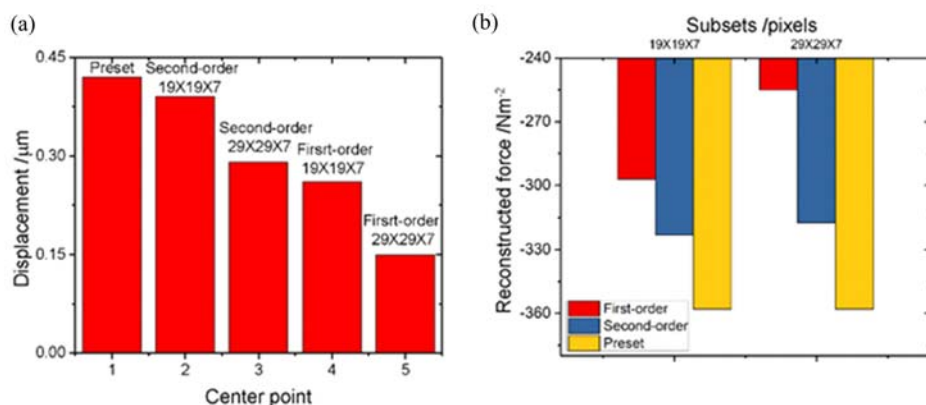 (a)
0.45
0.30
0.15
0.00
Displacement /μm
Preset
Second-order
19X19X7
Second-order
29X29X7
Firsrt-order
19X19X7
Firsrt-order
29X29X7
1 2 3 4 5
Center point
(b)
Subsets /pixels
19X19X7 29X29X7
-240
-270
-300
-330
-360
Reconstructed force /Nm-2
First-order
Second-order
Preset